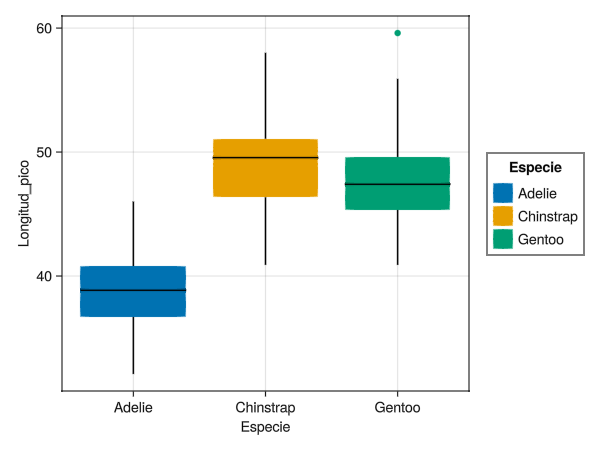 60
50
40
Longitud_pico
Adelie
Chinstrap
Gentoo
Especie
Especie
Adelie
Chinstrap
Gentoo